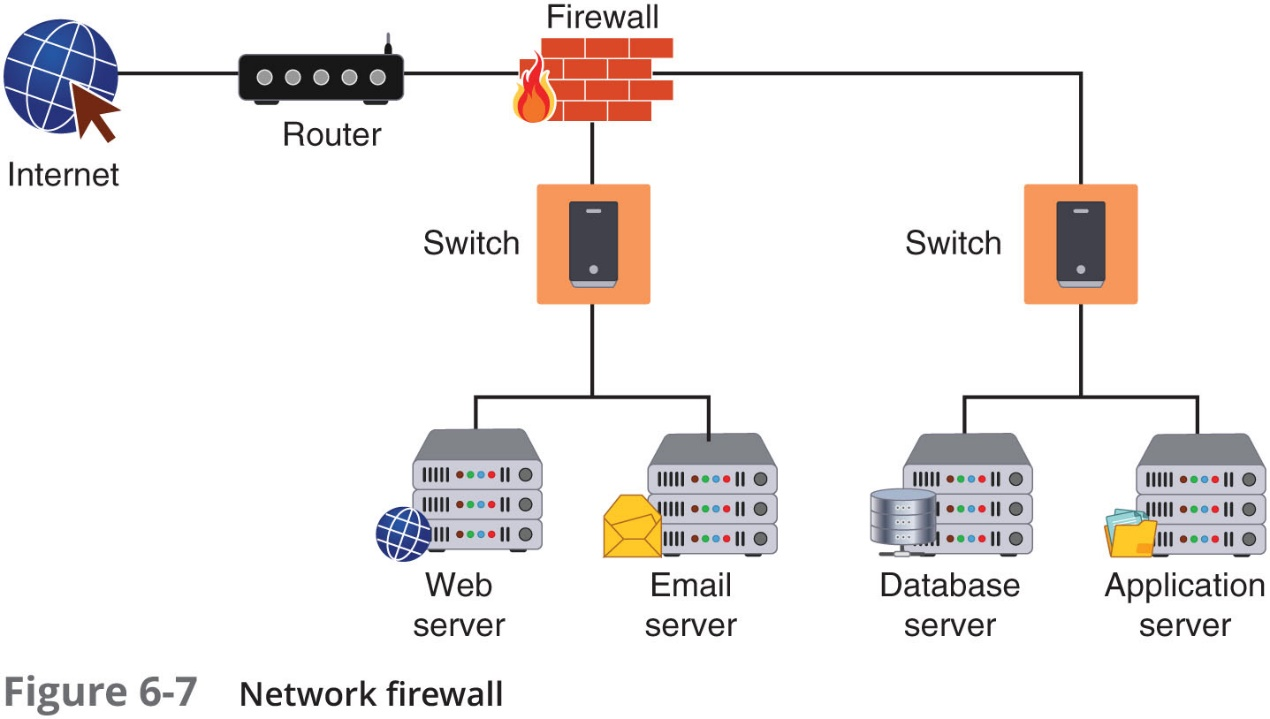 Firewall
Router
Internet
Switch
Switch
Web
server
Email
server
Database
server
Application
server
Figure 6-7 Network firewall